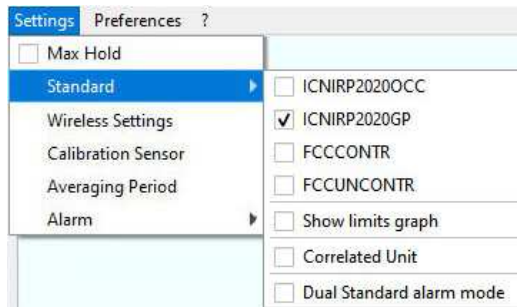 Settings Preferences ?
Max Hold
Standard
Wireless Settings
Calibration Sensor
Averaging Period
Alarm
ICNIRP2020OCC
ICNIRP2020GP
FCCCONTR
FCCUNCONTR
Show limits graph
Correlated Unit
Dual Standard alarm mode